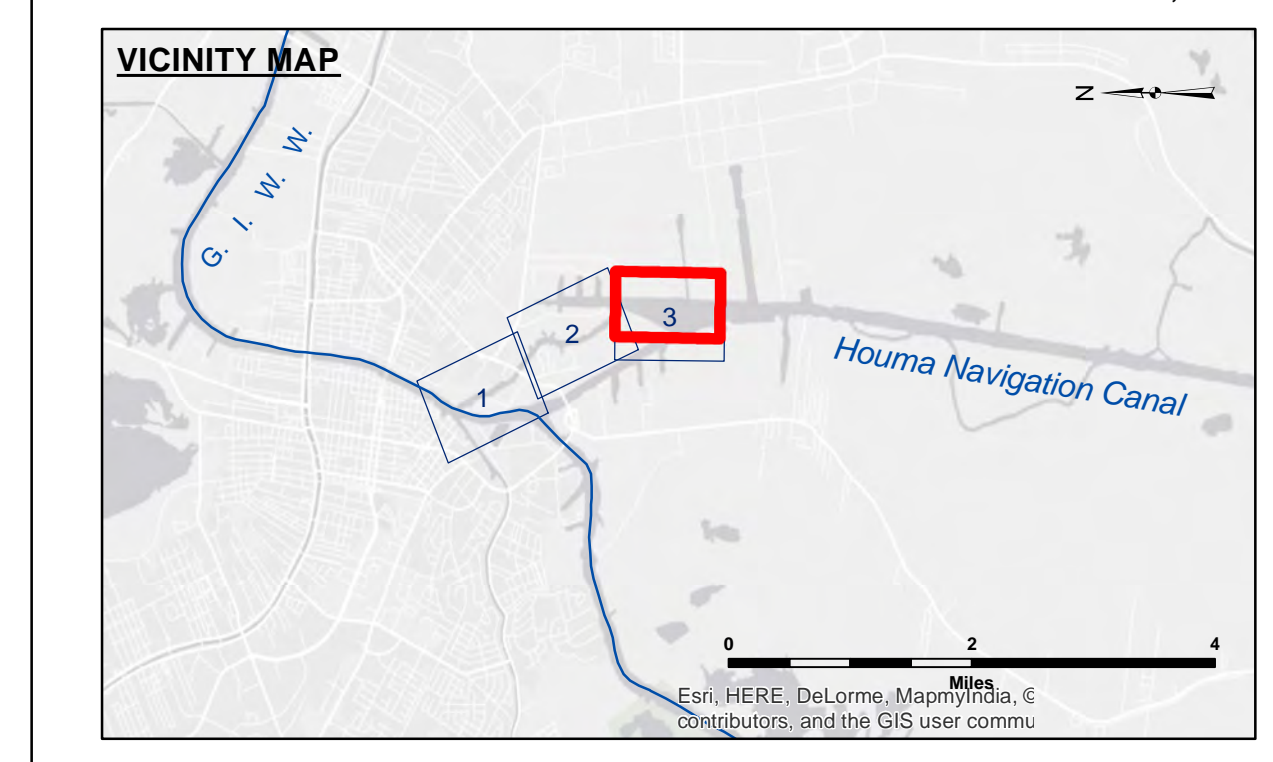 VICINITY MAP
N
G. I. W. W.
3
2
1
Houma Navigation Canal
0 2 4
Miles
Esri, HERE, DeLorme, MapmyIndia, ©
contributors, and the GIS user commu